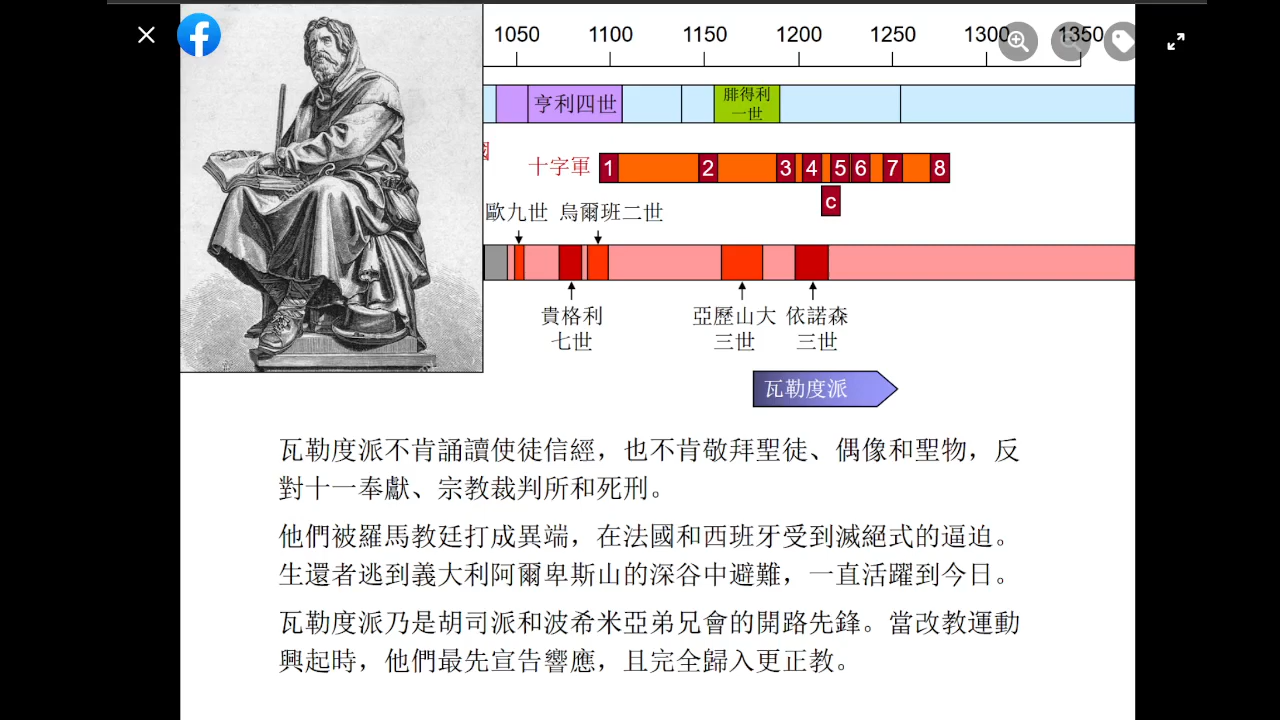 1050 1100 1150 1200 1250 1300 1350
亨利四世 腓得利
一世
國
十字軍 1 2 3 4 5 6 7 8
C
歐九世 烏爾班二世
貴格利 亞歷山大 依諾森
七世 三世 三世
瓦勒度派
瓦勒度派不肯誦讀使徒信經，也不肯敬拜聖徒、偶像和聖物，反
對十一奉獻、宗教裁判所和死刑。
他們被羅馬教廷打成異端，在法國和西班牙受到滅絕式的逼迫。
生還者逃到義大利阿爾卑斯山的深谷中避難，一直活躍到今日。
瓦勒度派乃是胡司派和波希米亞弟兄會的開路先鋒。當改教運動
興起時，他們最先宣告響應，且完全歸入更正教。